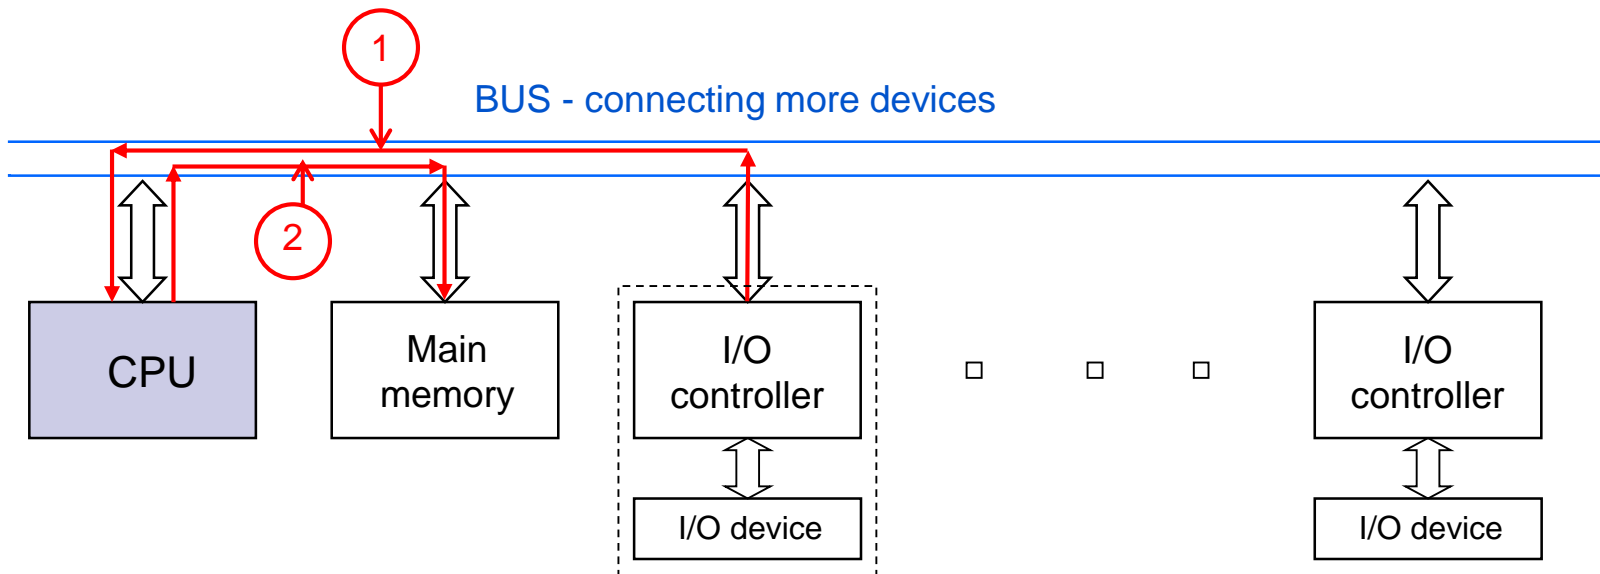 1
BUS - connecting more devices
2
CPU
Main
memory
I/O
controller
I/O
controller
I/O device
I/O device